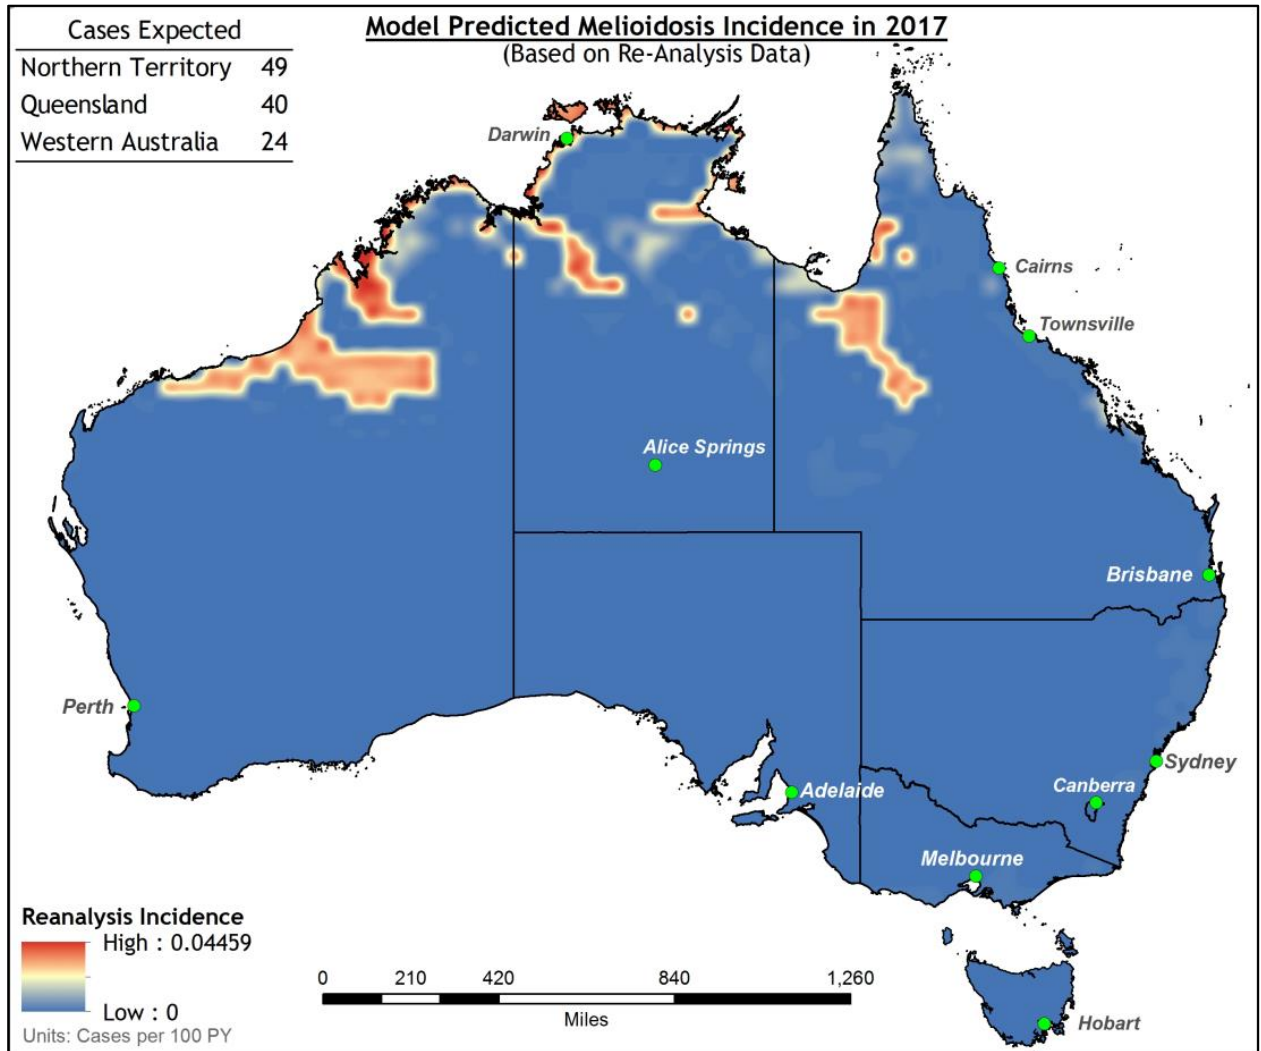 Model Predicted Melioidosis Incidence in 2017
(Based on Re-Analysis Data)
Cases Expected
Northern Territory 49
Queensland 40
Western Australia 24
Darwin
Cairns
Townsville
Alice Springs
Brisbane
Perth
Sydney
Adelaide
Canberra
Melbourne
Hobart
Reanalysis Incidence
High : 0.04459
Low : 0
Units: Cases per 100 PY
0 210 420 840 1,260
Miles